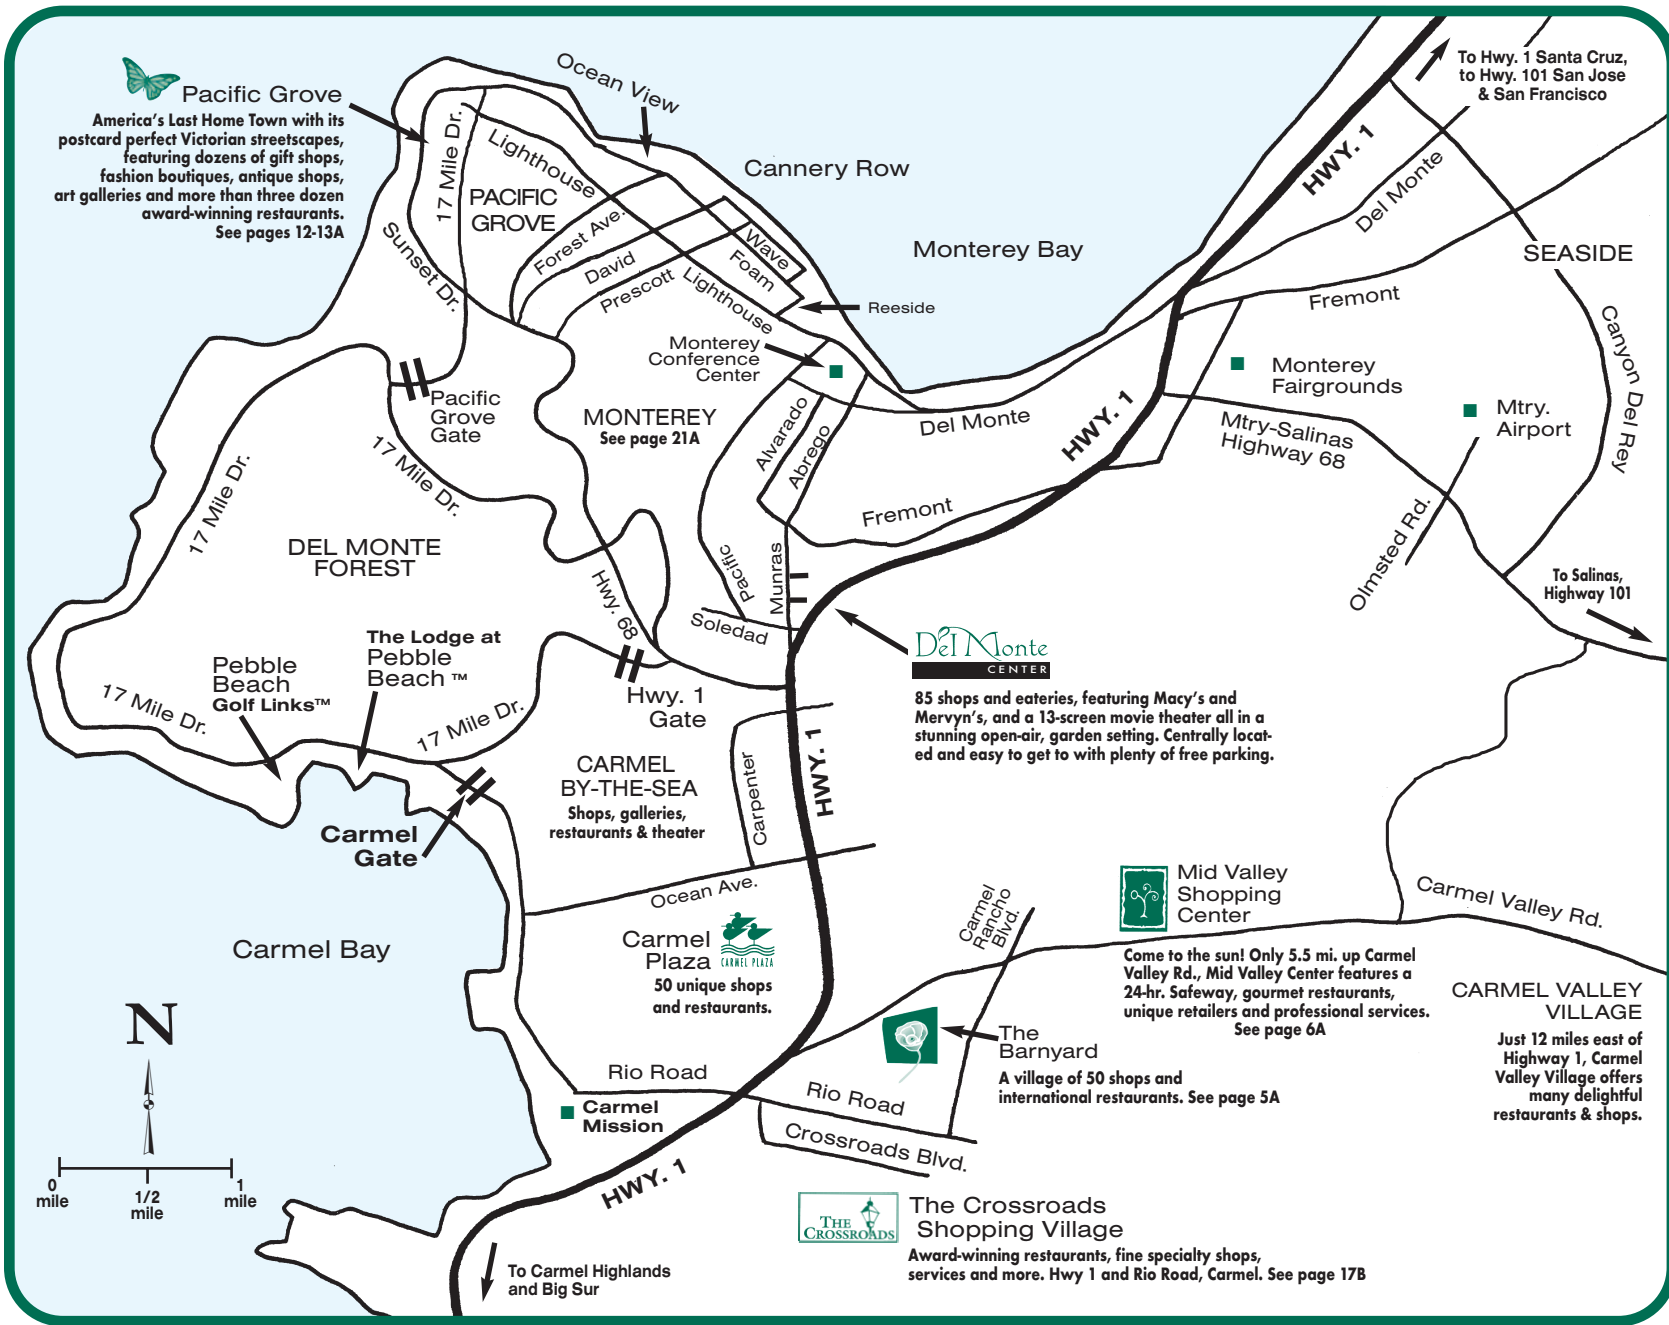 Pacific Grove
America's Last Home Town with its
postcard perfect Victorian streetscapes,
featuring dozens of gift shops,
fashion boutiques, antique shops,
art galleries and more than three dozen
award-winning restaurants.
See pages 12-13A
Ocean View
Cannery Row
Monterey Bay
To Hwy. 1 Santa Cruz,
to Hwy. 101 San Jose
& San Francisco
HWY. 1
Del Monte
SEASIDE
Fremont
Canyon Del Rey
17 Mile Dr.
Lighthouse
PACIFIC
GROVE
Sunset Dr.
Forest Ave.
David
Prescott
Lighthouse
Wave
Foam
Reeside
Monterey
Conference
Center
Monterey
Fairgrounds
Mtry.
Airport
Mtry-Salinas
Highway 68
Olmsted Rd.
To Salinas,
Highway 101
Pacific
Grove
Gate
MONTEREY
See page 21A
Alvarado
Abrego
Del Monte
HWY. 1
Fremont
17 Mile Dr.
17 Mile Dr.
DEL MONTE
FOREST
Hwy. 68
Pacific
Munras
Soledad
Del Monte
CENTER
85 shops and eateries, featuring Macy's and
Mervyn's, and a 13-screen movie theater all in a
stunning open-air, garden setting. Centrally locat-
ed and easy to get to with plenty of free parking.
The Lodge at
Pebble
Beach ™
Pebble
Beach
Golf Links™
17 Mile Dr.
17 Mile Dr.
Hwy. 1
Gate
CARMEL
BY-THE-SEA
Shops, galleries,
restaurants & theater
Carpenter
HWY. 1
Carmel
Gate
Ocean Ave.
Carmel Bay
Carmel
Plaza
CARMEL PLAZA
50 unique shops
and restaurants.
Carmel
Rancho
Blvd.
Mid Valley
Shopping
Center
Come to the sun! Only 5.5 mi. up Carmel
Valley Rd., Mid Valley Center features a
24-hr. Safeway, gourmet restaurants,
unique retailers and professional services.
See page 6A
Carmel Valley Rd.
CARMEL VALLEY
VILLAGE
Just 12 miles east of
Highway 1, Carmel
Valley Village offers
many delightful
restaurants & shops.
The
Barnyard
A village of 50 shops and
international restaurants. See page 5A
Rio Road
Rio Road
Crossroads Blvd.
Carmel
Mission
HWY. 1
N
0
mile
1/2
mile
1
mile
THE
CROSSROADS
The Crossroads
Shopping Village
Award-winning restaurants, fine specialty shops,
services and more. Hwy 1 and Rio Road, Carmel. See page 17B
To Carmel Highlands
and Big Sur